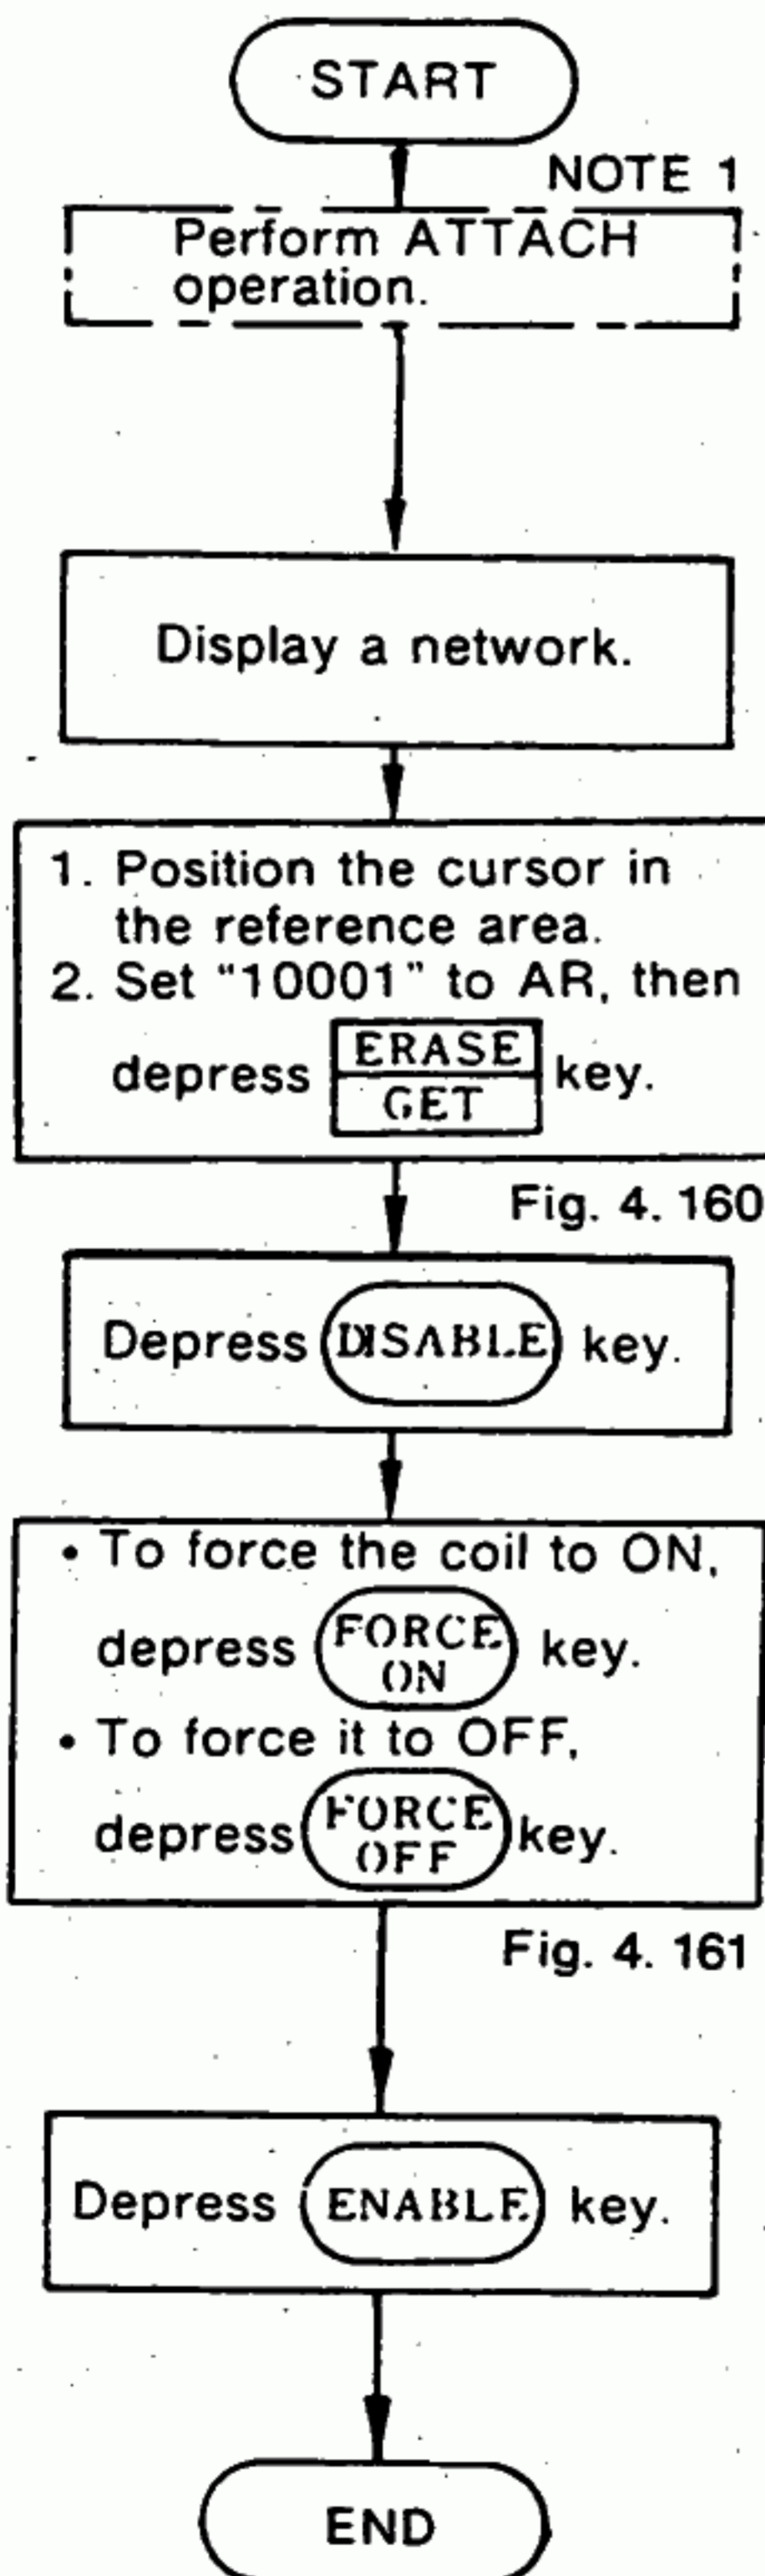 START
NOTE 1
Perform ATTACH
operation.
Display a network.
1. Position the cursor in
the reference area.
2. Set "10001" to AR, then
depress ERASE GET key.
Fig. 4. 160
Depress DISABLE key.
• To force the coil to ON,
depress FORCE ON key.
• To force it to OFF,
depress FORCE OFF key.
Fig. 4. 161
Depress ENABLE key.
END